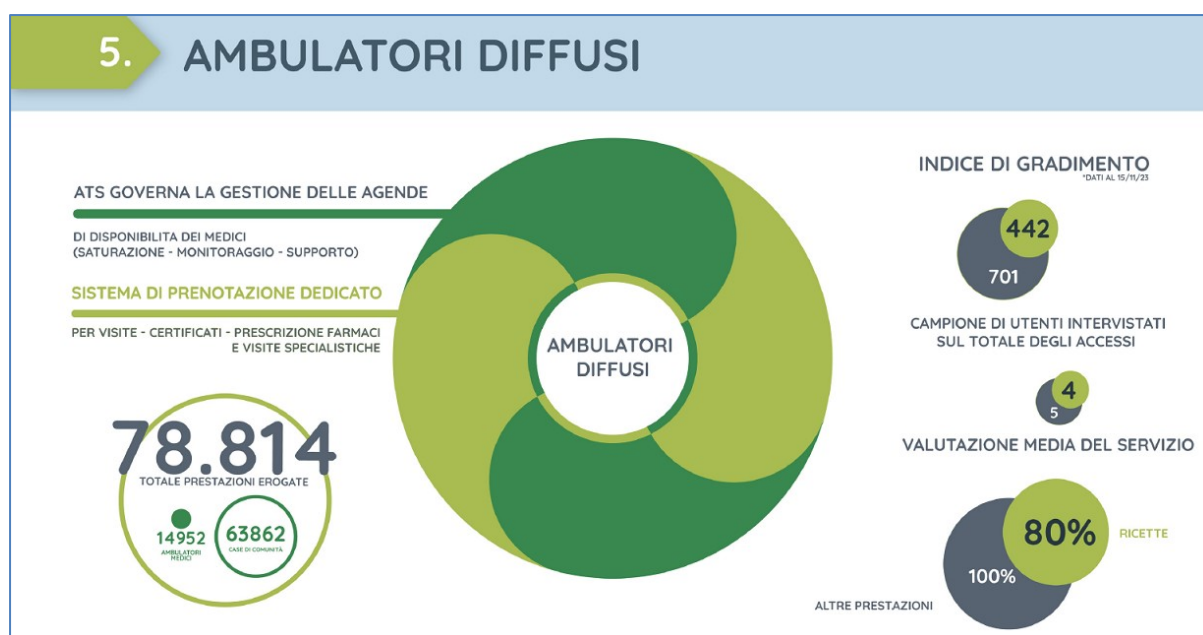 5. AMBULATORI DIFFUSI
ATS GOVERNA LA GESTIONE DELLE AGENDE
DI DISPONIBILITA DEI MEDICI
(SATURAZIONE - MONITORAGGIO - SUPPORTO)
SISTEMA DI PRENOTAZIONE DEDICATO
PER VISITE - CERTIFICATI - PRESCRIZIONE FARMACI
E VISITE SPECIALISTICHE
78.814
TOTALE PRESTAZIONI EROGATE
14952
AMBULATORI
MEDICI
63862
CASE DI COMUNITÀ
AMBULATORI
DIFFUSI
INDICE DI GRADIMENTO
*DATI AL 15/11/23
442
701
CAMPIONE DI UTENTI INTERVISTATI
SUL TOTALE DEGLI ACCESSI
4
5
VALUTAZIONE MEDIA DEL SERVIZIO
80%
RICETTE
100%
ALTRE PRESTAZIONI